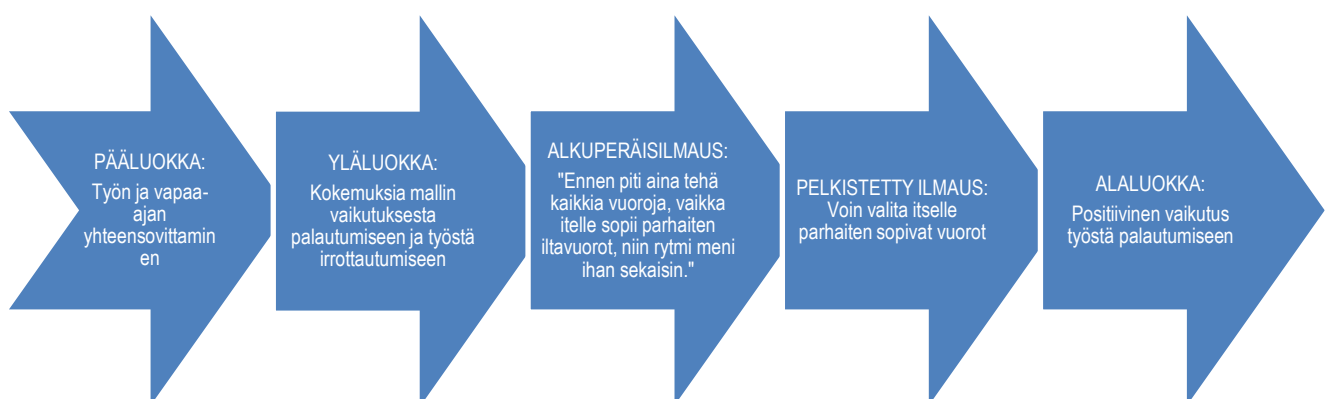 PÄÄLUOKKA:
Työn ja vapaa-
ajan
yhteensovittamin
en
YLÄLUOKKA:
Kokemuksia mallin
vaikutuksesta
palautumiseen ja työstä
irrottautumiseen
ALKUPERÄISILMAUS:
"Ennen piti aina tehä
kaikkia vuoroja, vaikka
itelle sopii parhaiten
iltavuorot, niin rytmi meni
ihan sekaisin."
PELKISTETTY ILMAUS:
Voin valita itselle
parhaiten sopivat vuorot
ALALUOKKA:
Positiivinen vaikutus
työstä palautumiseen